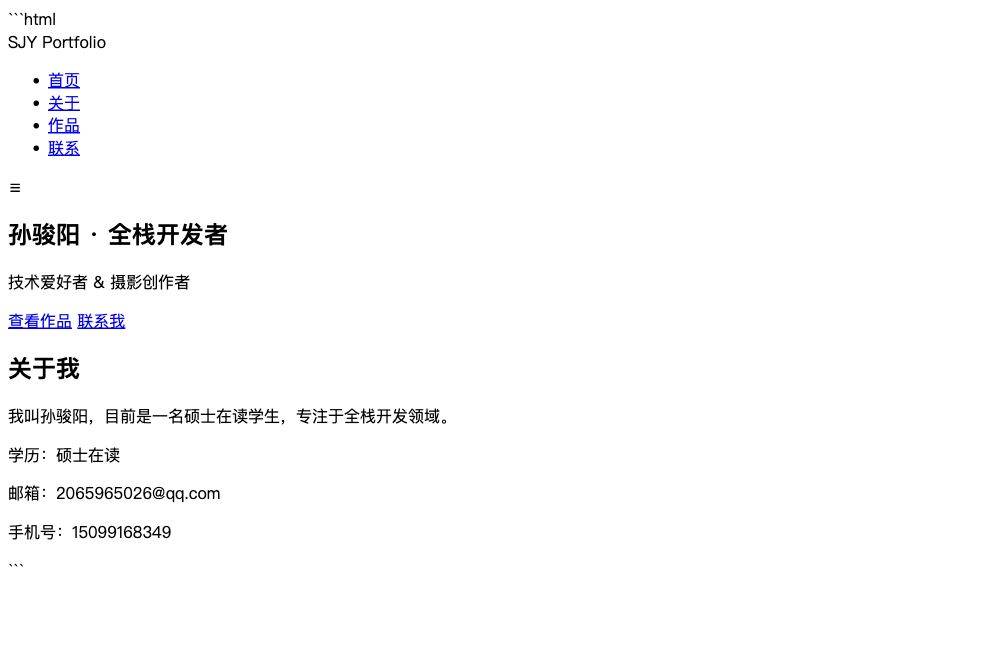 ```html
SJY Portfolio
• 首页
• 关于
• 作品
• 联系
☰
孙骏阳 · 全栈开发者
技术爱好者 & 摄影创作者
查看作品 联系我
关于我
我叫孙骏阳，目前是一名硕士在读学生，专注于全栈开发领域。
学历：硕士在读
邮箱：2065965026@qq.com
手机号：15099168349
```